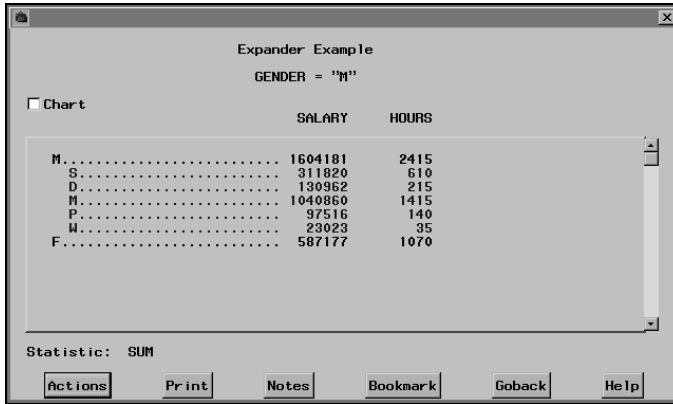 Expander Example
GENDER = "M"
Chart
SALARY HOURS
M........................... 1604181 2415
S......................... 311820 610
D......................... 130962 215
M......................... 1040860 1415
P......................... 97516 140
W......................... 23023 35
F........................... 587177 1070
Statistic: SUM
Actions Print Notes Bookmark Goback Help